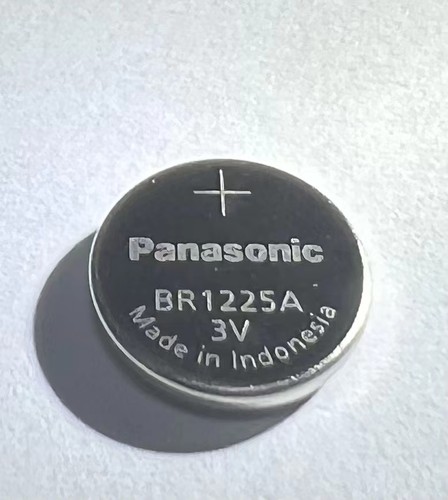 +
Panasonic
BR1225A
3V
Made in Indonesia